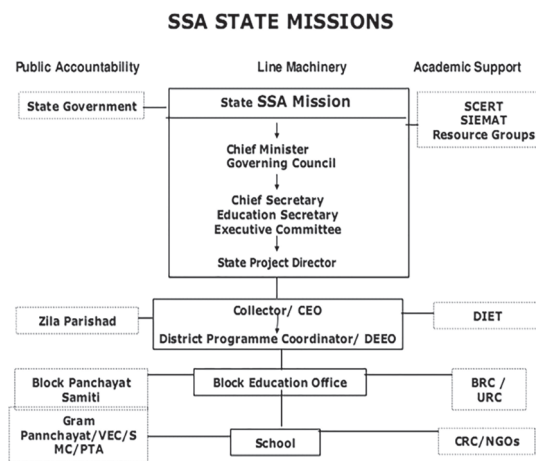 SSA STATE MISSIONS
Public Accountability
Line Machinery
Academic Support
State Government
State SSA Mission
SCERT
SIEMAT
Resource Groups
Chief Minister
Governing Council
Chief Secretary
Education Secretary
Executive Committee
State Project Director
Zila Parishad
Collector/ CEO
District Programme Coordinator/ DEEO
DIET
Block Panchayat
Samiti
Block Education Office
BRC /
URC
Gram
Pannchayat/VEC/S
MC/PTA
School
CRC/NGOs